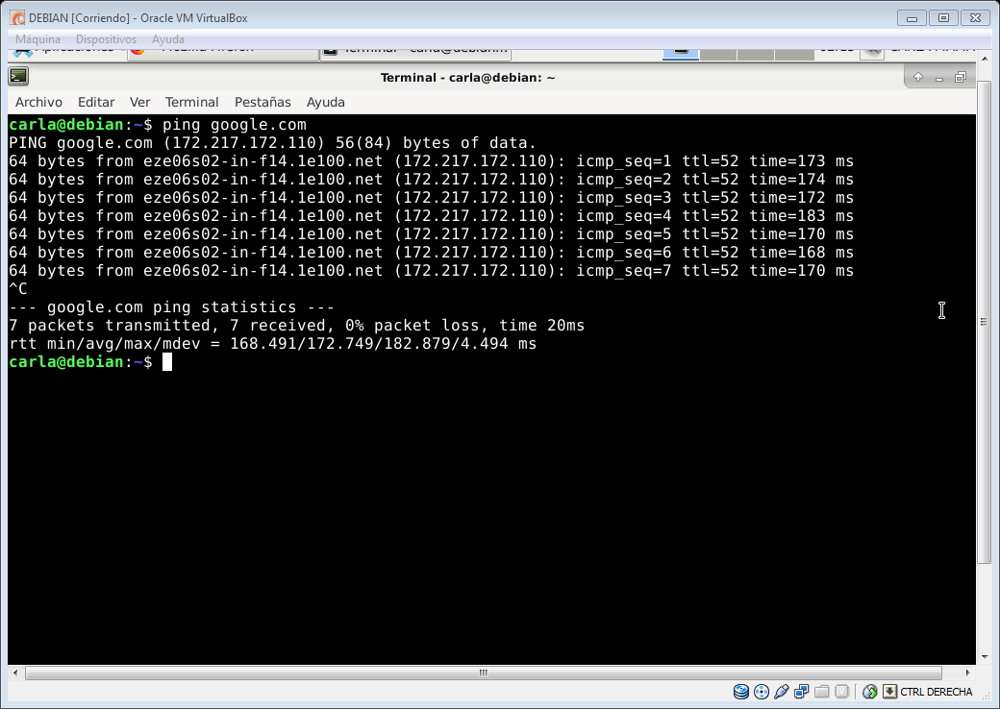 DEBIAN [Corriendo] - Oracle VM VirtualBox
Máquina Dispositivos Ayuda
Terminal - carla@debian: ~
Archivo Editar Ver Terminal Pestañas Ayuda
carla@debian:~$ ping google.com
PING google.com (172.217.172.110) 56(84) bytes of data.
64 bytes from eze06s02-in-f14.1e100.net (172.217.172.110): icmp_seq=1 ttl=52 time=173 ms
64 bytes from eze06s02-in-f14.1e100.net (172.217.172.110): icmp_seq=2 ttl=52 time=174 ms
64 bytes from eze06s02-in-f14.1e100.net (172.217.172.110): icmp_seq=3 ttl=52 time=172 ms
64 bytes from eze06s02-in-f14.1e100.net (172.217.172.110): icmp_seq=4 ttl=52 time=183 ms
64 bytes from eze06s02-in-f14.1e100.net (172.217.172.110): icmp_seq=5 ttl=52 time=170 ms
64 bytes from eze06s02-in-f14.1e100.net (172.217.172.110): icmp_seq=6 ttl=52 time=168 ms
64 bytes from eze06s02-in-f14.1e100.net (172.217.172.110): icmp_seq=7 ttl=52 time=170 ms
^C
--- google.com ping statistics ---
7 packets transmitted, 7 received, 0% packet loss, time 20ms
rtt min/avg/max/mdev = 168.491/172.749/182.879/4.494 ms
carla@debian:~$
CTRL DERECHA